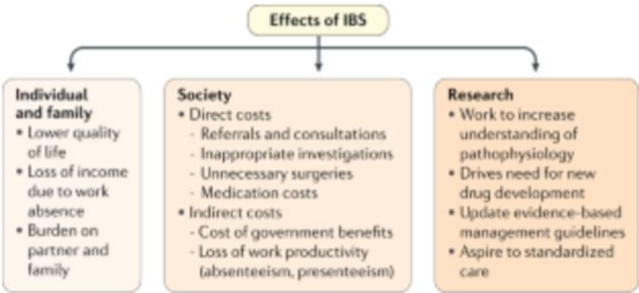 Effects of IBS
Individual
and family
• Lower quality
of life
• Loss of income
due to work
absence
• Burden on
partner and
family
Society
• Direct costs
- Referrals and consultations
- Inappropriate investigations
- Unnecessary surgeries
- Medication costs
• Indirect costs
- Cost of government benefits
- Loss of work productivity
(absenteeism, presenteeism)
Research
• Work to increase
understanding of
pathophysiology
• Drives need for new
drug development
• Update evidence-based
management guidelines
• Aspire to standardized
care